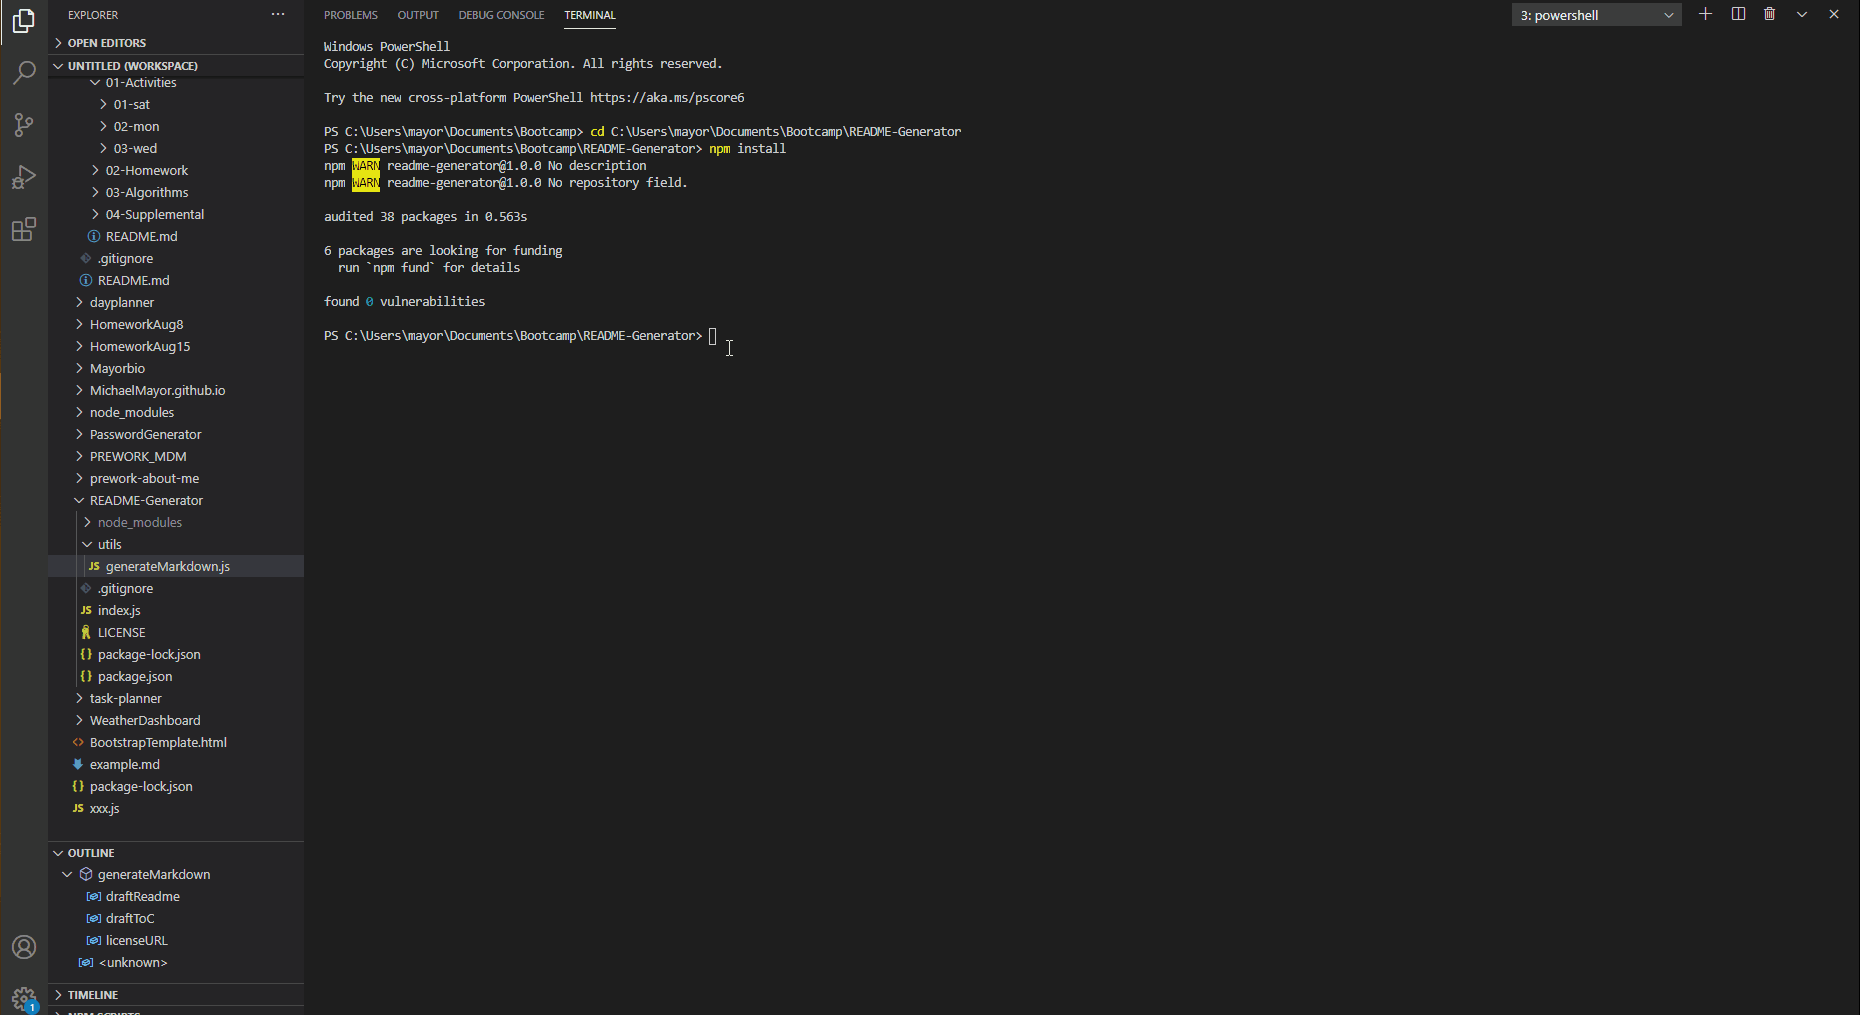 EXPLORER
OPEN EDITORS
UNTITLED (WORKSPACE)
01-Activities
01-sat
02-mon
03-wed
02-Homework
03-Algorithms
04-Supplemental
README.md
.gitignore
README.md
dayplanner
HomeworkAug8
HomeworkAug15
Mayorbio
MichaelMayor.github.io
node_modules
PasswordGenerator
PREWORK_MDM
prework-about-me
README-Generator
node_modules
utils
JS generateMarkdown.js
.gitignore
JS index.js
LICENSE
{} package-lock.json
{} package.json
task-planner
WeatherDashboard
<> BootstrapTemplate.html
example.md
{} package-lock.json
JS xxx.js
OUTLINE
generateMarkdown
draftReadme
draftToC
licenseURL
<unknown>
TIMELINE
NPM SCRIPTS
1
PROBLEMS OUTPUT DEBUG CONSOLE TERMINAL
3: powershell
Windows PowerShell
Copyright (C) Microsoft Corporation. All rights reserved.
Try the new cross-platform PowerShell https://aka.ms/pscore6
PS C:\Users\mayor\Documents\Bootcamp> cd C:\Users\mayor\Documents\Bootcamp\README-Generator
PS C:\Users\mayor\Documents\Bootcamp\README-Generator> npm install
npm WARN readme-generator@1.0.0 No description
npm WARN readme-generator@1.0.0 No repository field.
audited 38 packages in 0.563s
6 packages are looking for funding
run `npm fund` for details
found 0 vulnerabilities
PS C:\Users\mayor\Documents\Bootcamp\README-Generator>